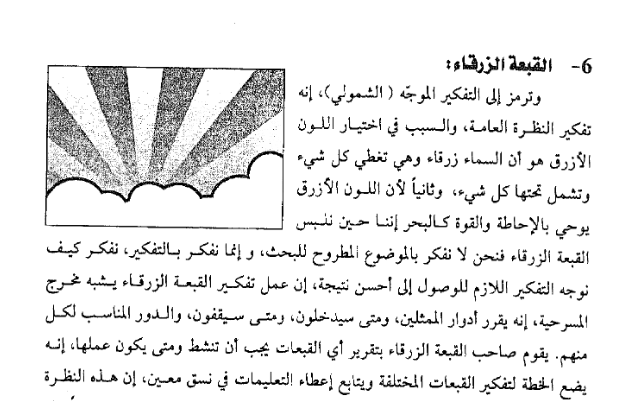 6- القبعة الزرقاء:
وترمز إلى التفكير الموجّه ( الشمولي)، إنه
تفكير النظرة العامة، والسبب في اختيار اللون
الأزرق هو أن السماء زرقاء وهي تغطي كل شيء
وتشمل تحتها كل شيء، وثانياً لأن اللون الأزرق
يوحي بالإحاطة والقوة كالبحر إننا حين نلبس
القبعة الزرقاء فنحن لا نفكر بالموضوع المطروح للبحث، وإنما نفكر بالتفكير، نفكر كيف
نوجه التفكير اللازم للوصول إلى أحسن نتيجة، إن عمل تفكير القبعة الزرقاء يشبه مخرج
المسرحية، إنه يقرر أدوار الممثلين، ومتى سيدخلون، ومتى سيقفون، والدور المناسب لكل
منهم. يقوم صاحب القبعة الزرقاء بتقرير أي القبعات يجب أن تنشط ومتى يكون عملها، إنه
يضع الخطة لتفكير القبعات المختلفة ويتابع إعطاء التعليمات في نسق معين، إن هذه النظرة